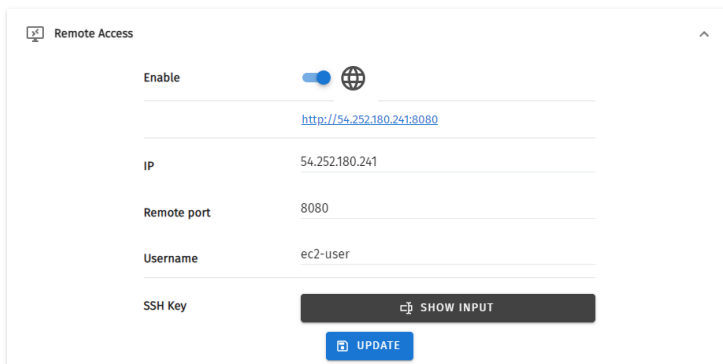 Remote Access
Enable
http://54.252.180.241:8080
IP 54.252.180.241
Remote port 8080
Username ec2-user
SSH Key SHOW INPUT
UPDATE